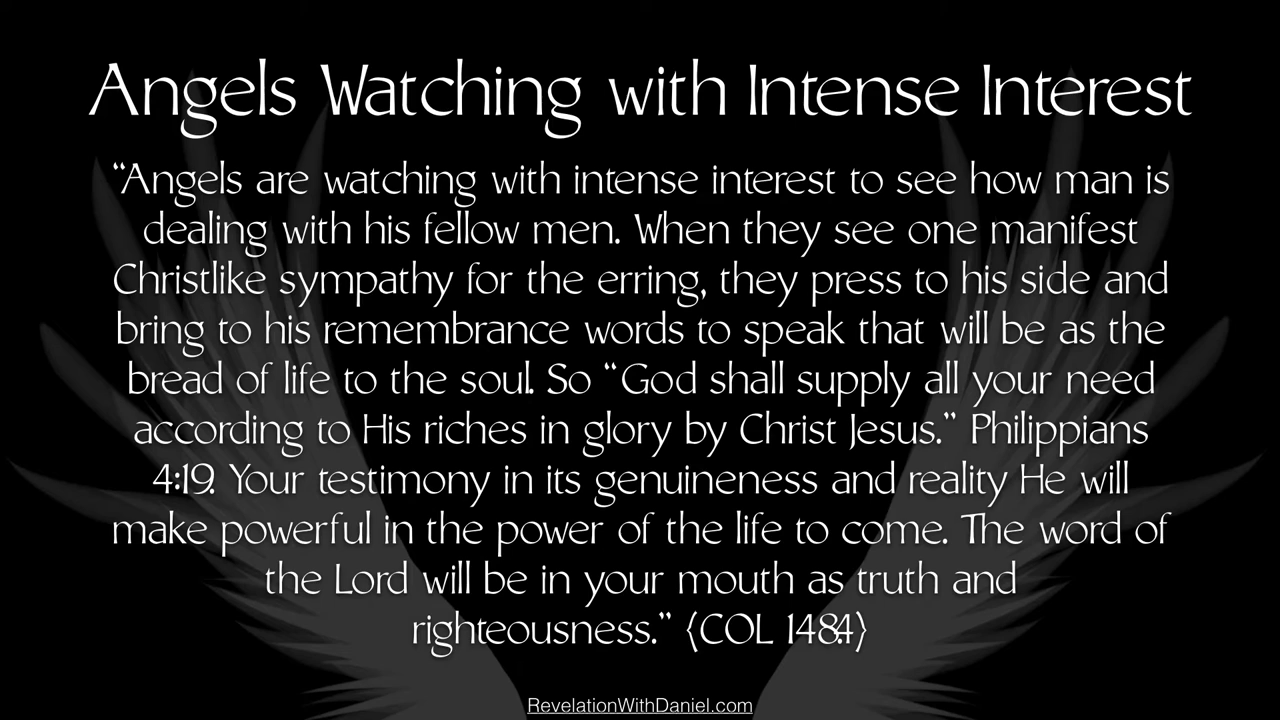 Angels Watching with Intense Interest
“Angels are watching with intense interest to see how man is
dealing with his fellow men. When they see one manifest
Christlike sympathy for the erring, they press to his side and
bring to his remembrance words to speak that will be as the
bread of life to the soul. So “God shall supply all your need
according to His riches in glory by Christ Jesus.” Philippians
4:19. Your testimony in its genuineness and reality He will
make powerful in the power of the life to come. The word of
the Lord will be in your mouth as truth and
righteousness.” {COL 148.4}
RevelationWithDaniel.com